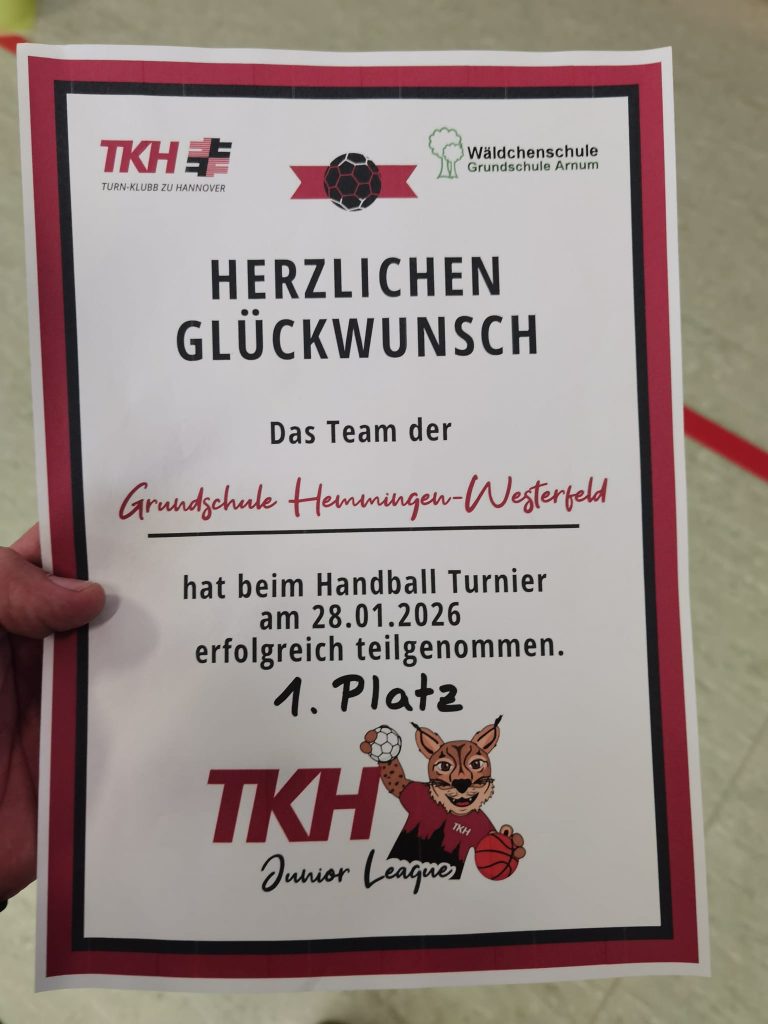 TKH
TURN-KLUBB ZU HANNOVER
Wäldchenschule
Grundschule Arnum
HERZLICHEN
GLÜCKWUNSCH
Das Team der
Grundschule Hemmingen-Westerfeld
hat beim Handball Turnier
am 28.01.2026
erfolgreich teilgenommen.
1. Platz
TKH
TKH
Junior League